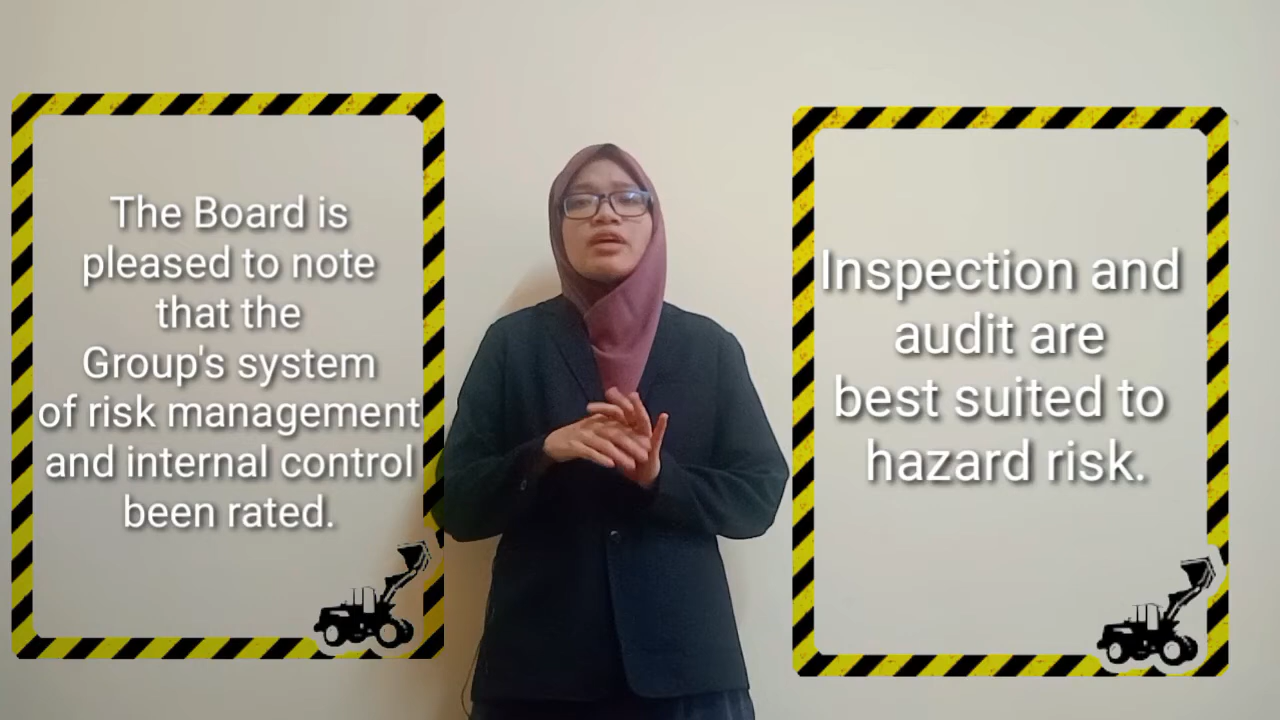 The Board is
pleased to note
that the
Group's system
of risk management
and internal control
been rated.
Inspection and
audit are
best suited to
hazard risk.